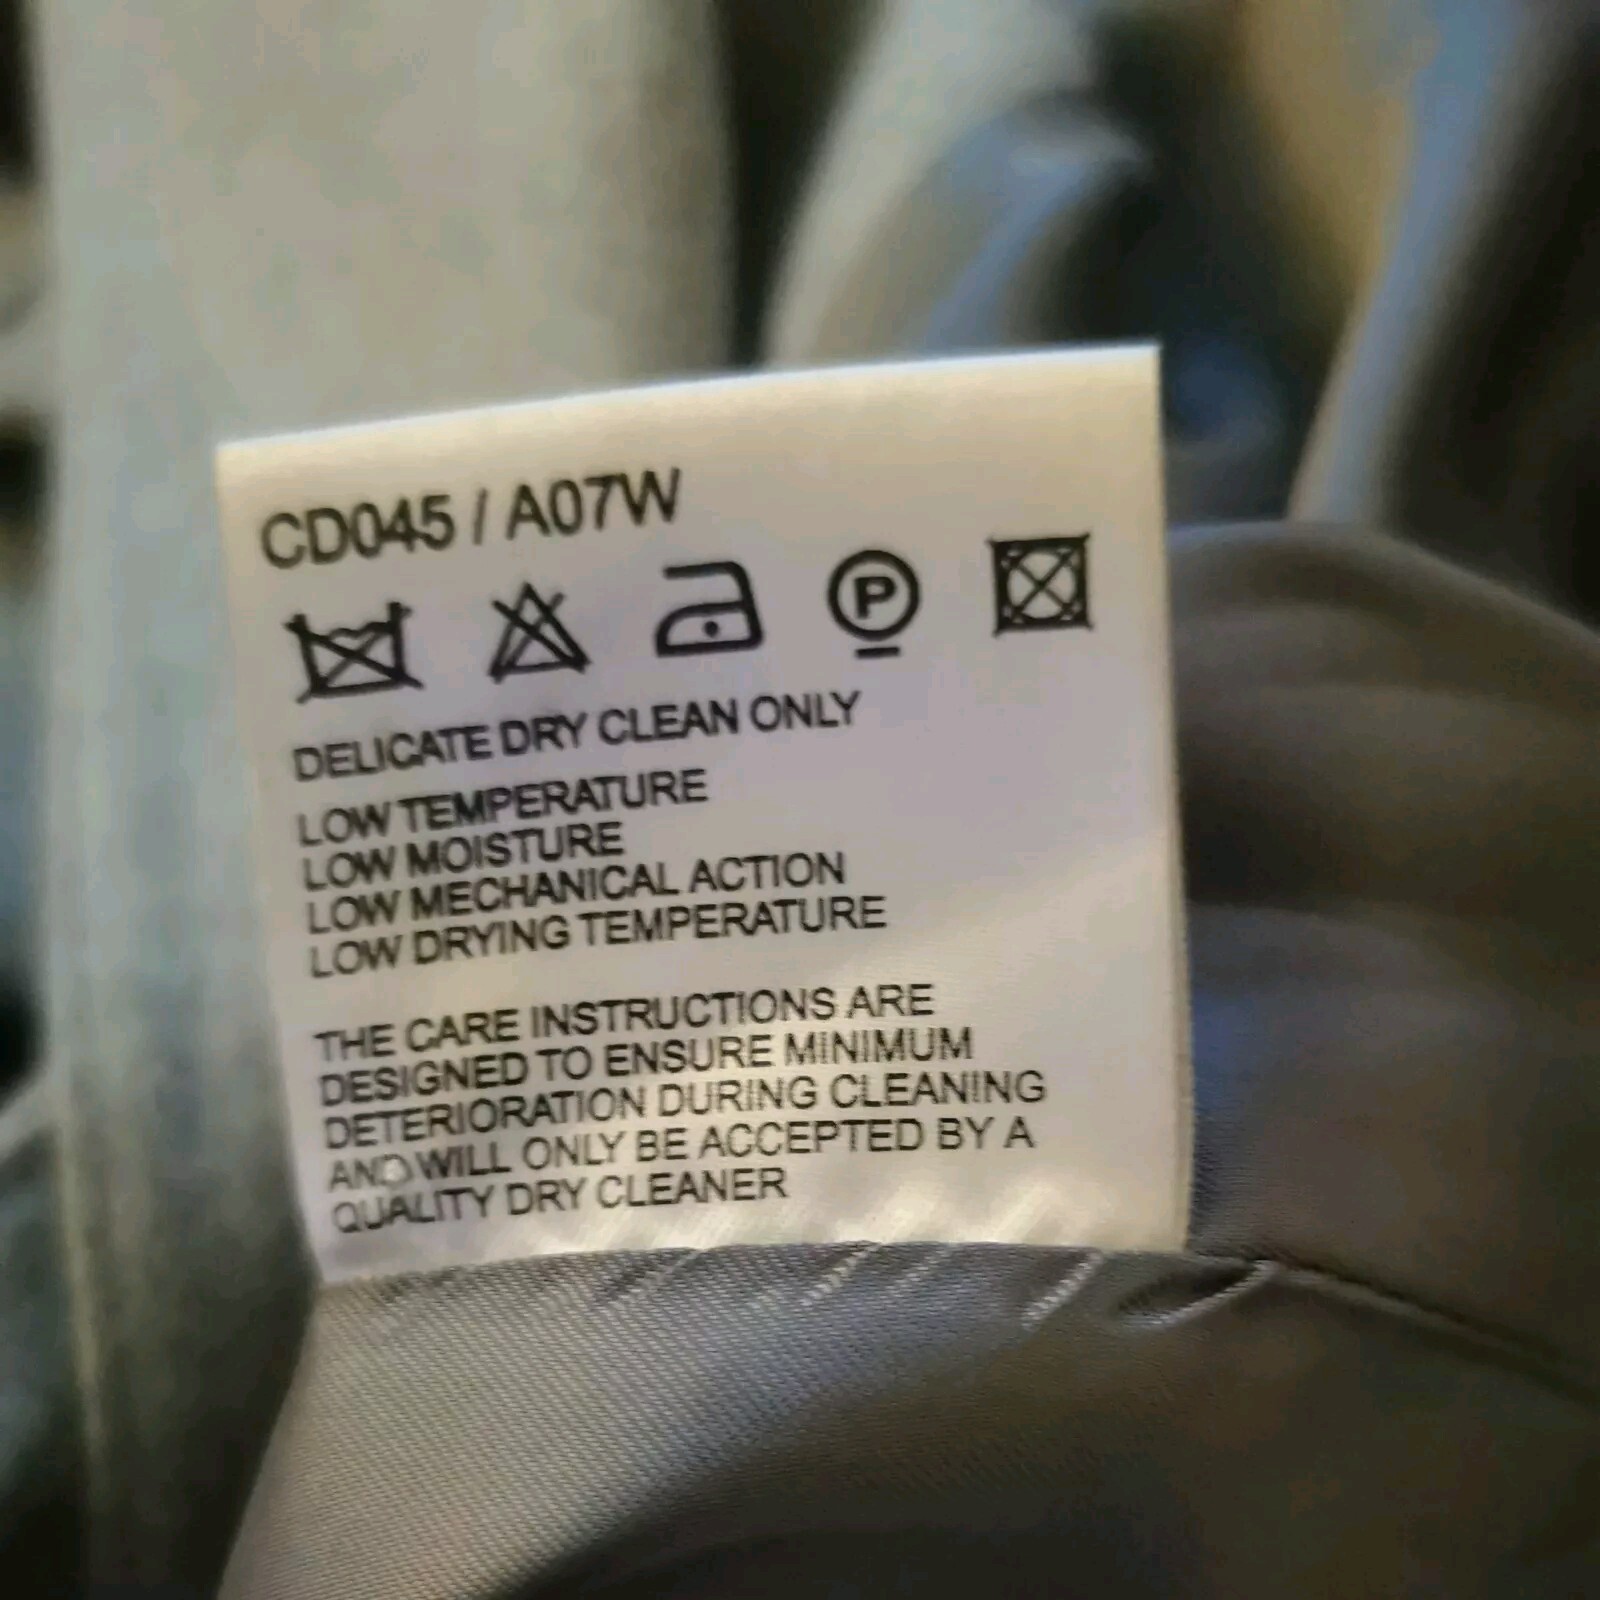 CD045 / A07W
P
DELICATE DRY CLEAN ONLY
LOW TEMPERATURE
LOW MOISTURE
LOW MECHANICAL ACTION
LOW DRYING TEMPERATURE
THE CARE INSTRUCTIONS ARE
DESIGNED TO ENSURE MINIMUM
DETERIORATION DURING CLEANING
AND WILL ONLY BE ACCEPTED BY A
QUALITY DRY CLEANER